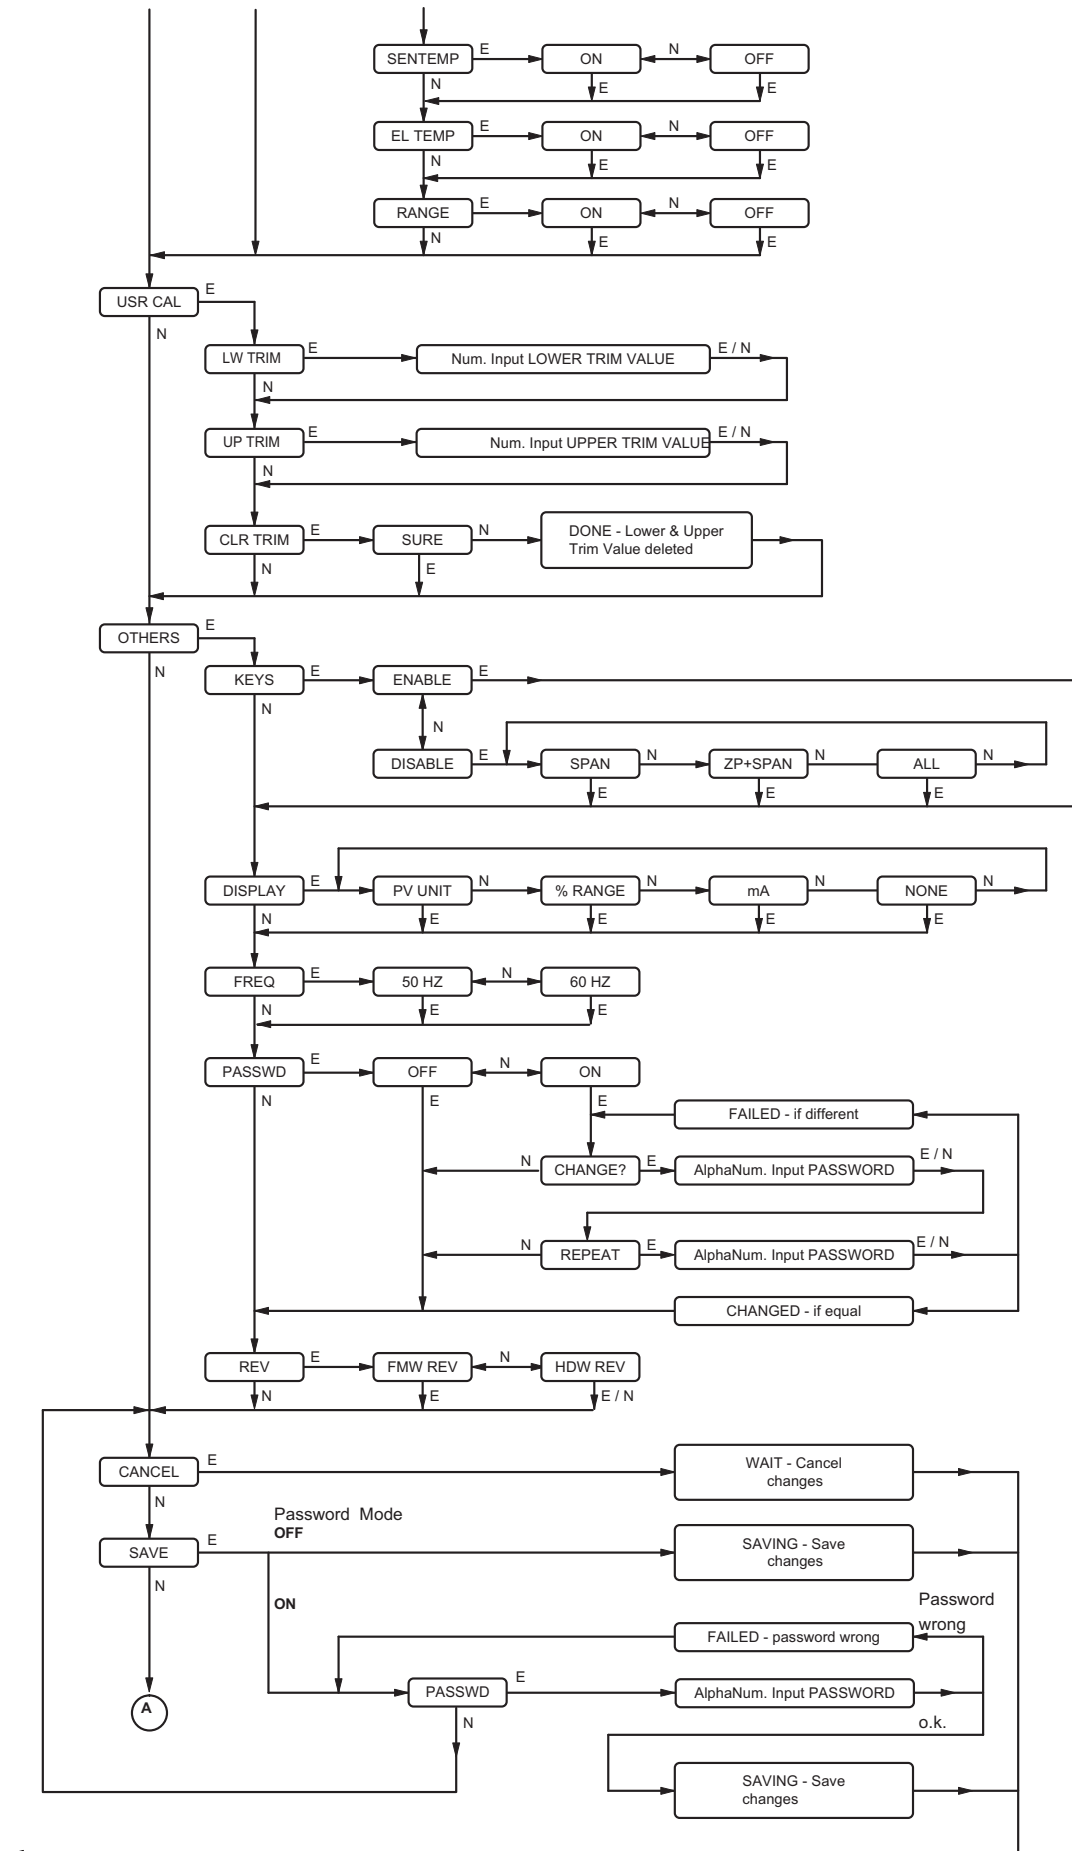 SENTEMP E ON N OFF
N E E
EL TEMP E ON N OFF
N E E
RANGE E ON N OFF
N E E
USR CAL E
N
LW TRIM E Num. Input LOWER TRIM VALUE E / N
N
UP TRIM E Num. Input UPPER TRIM VALUE E / N
N
CLR TRIM E SURE N DONE - Lower & Upper
Trim Value deleted
N E
OTHERS E
N
KEYS E ENABLE E
N
N
DISABLE E SPAN N ZP+SPAN N ALL N
E E E
DISPLAY E PV UNIT N % RANGE N mA N NONE N
N E E E E
FREQ E 50 HZ N 60 HZ
N E E
PASSWD E OFF N ON
N E E
FAILED - if different
N CHANGE? E AlphaNum. Input PASSWORD E / N
N REPEAT E AlphaNum. Input PASSWORD E / N
CHANGED - if equal
REV E FMW REV N HDW REV
N E E / N
CANCEL E WAIT - Cancel
changes
N
Password Mode
OFF
SAVE E SAVING - Save
changes
N
ON
Password
wrong
FAILED - password wrong
PASSWD E AlphaNum. Input PASSWORD
A
N
o.k.
SAVING - Save
changes